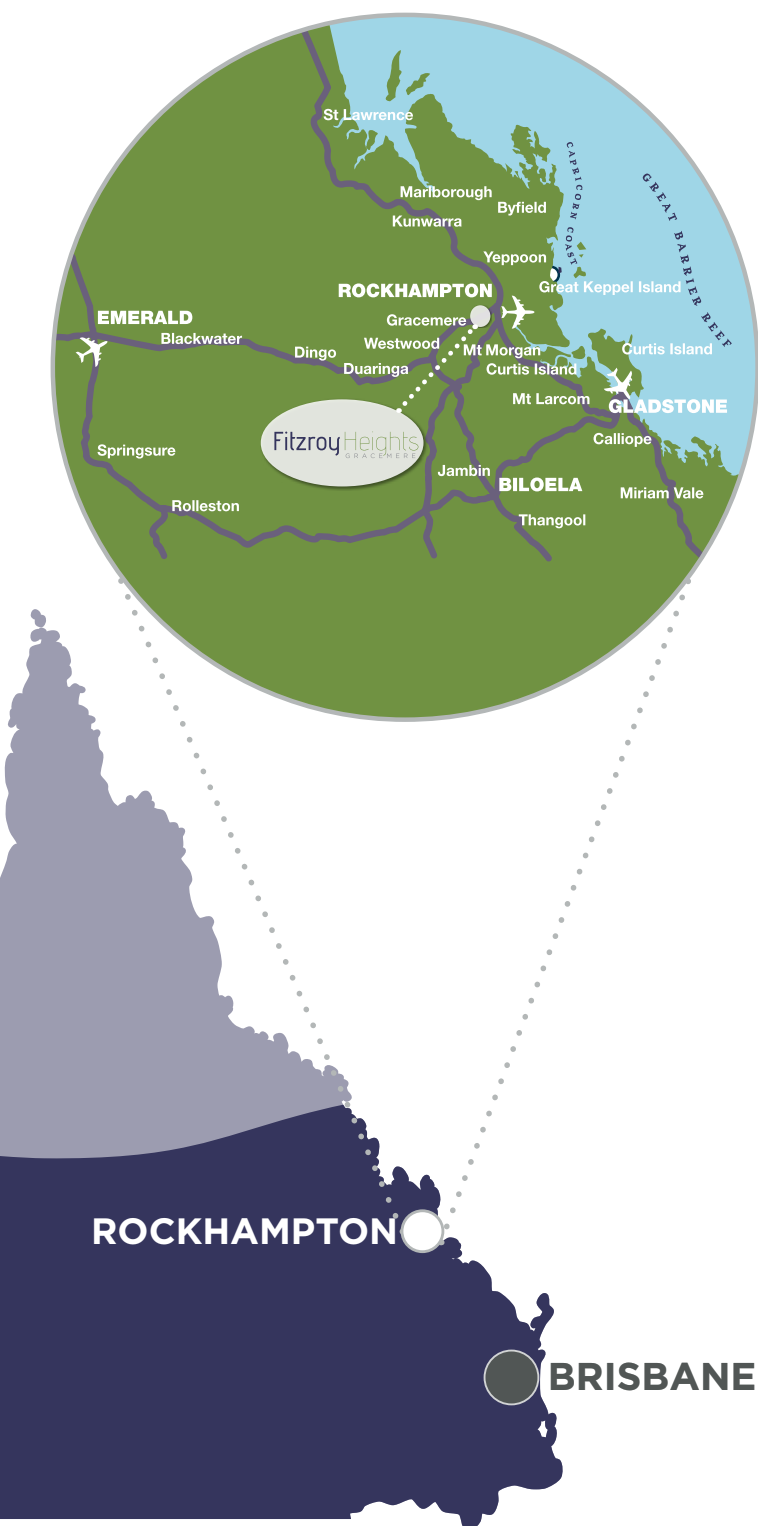 St Lawrence
CAPRICORN COAST
GREAT BARRIER REEF
Marlborough
Byfield
Kunwarra
Yeppoon
Great Keppel Island
ROCKHAMPTON
Gracemere
EMERALD
Blackwater
Westwood
Dingo
Mt Morgan
Curtis Island
Duaringa
Curtis Island
Mt Larcom
GLADSTONE
Fitzroy Heights
GRACEMERE
Calliope
Springsure
Jambin
BILOELA
Miriam Vale
Rolleston
Thangool
ROCKHAMPTON
BRISBANE